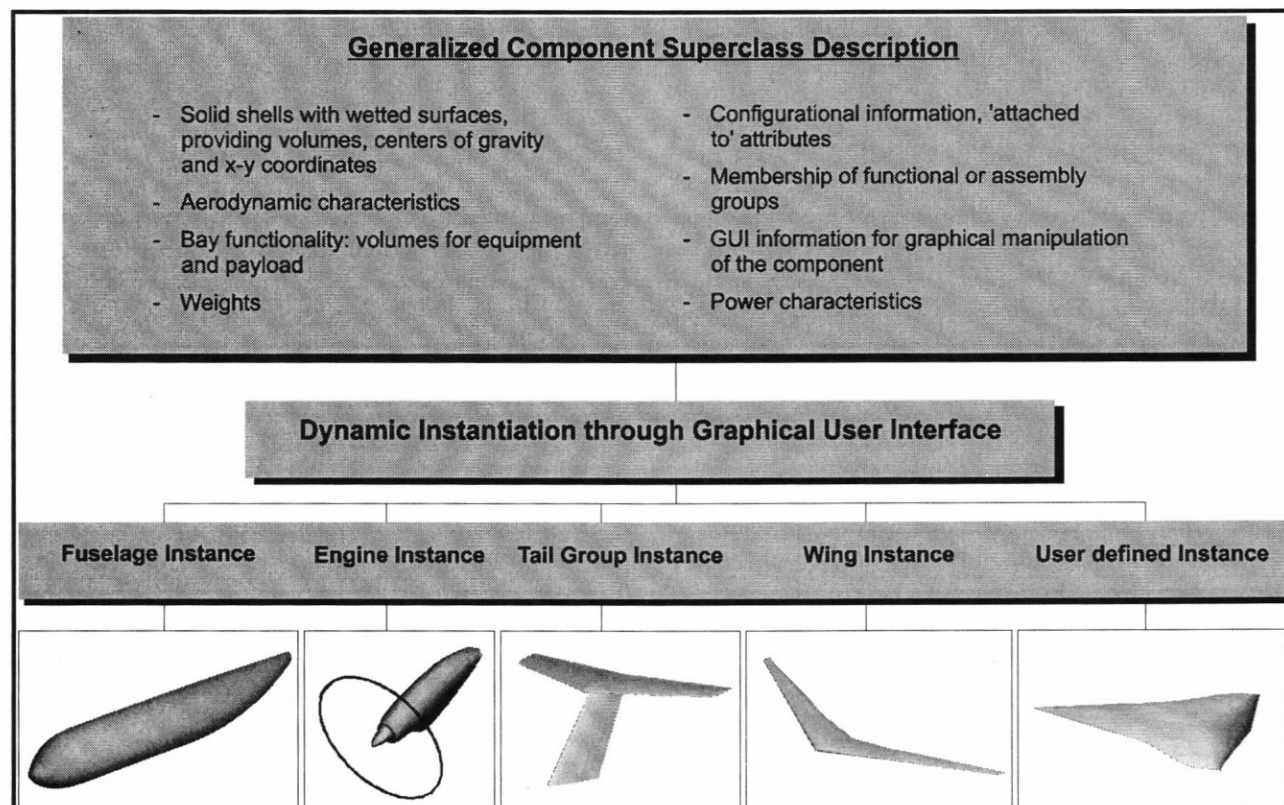 Generalized Component Superclass Description
- Solid shells with wetted surfaces,
providing volumes, centers of gravity
and x-y coordinates
- Aerodynamic characteristics
- Bay functionality: volumes for equipment
and payload
- Weights
- Configurational information, 'attached
to' attributes
- Membership of functional or assembly
groups
- GUI information for graphical manipulation
of the component
- Power characteristics
Dynamic Instantiation through Graphical User Interface
Fuselage Instance
Engine Instance
Tail Group Instance
Wing Instance
User defined Instance